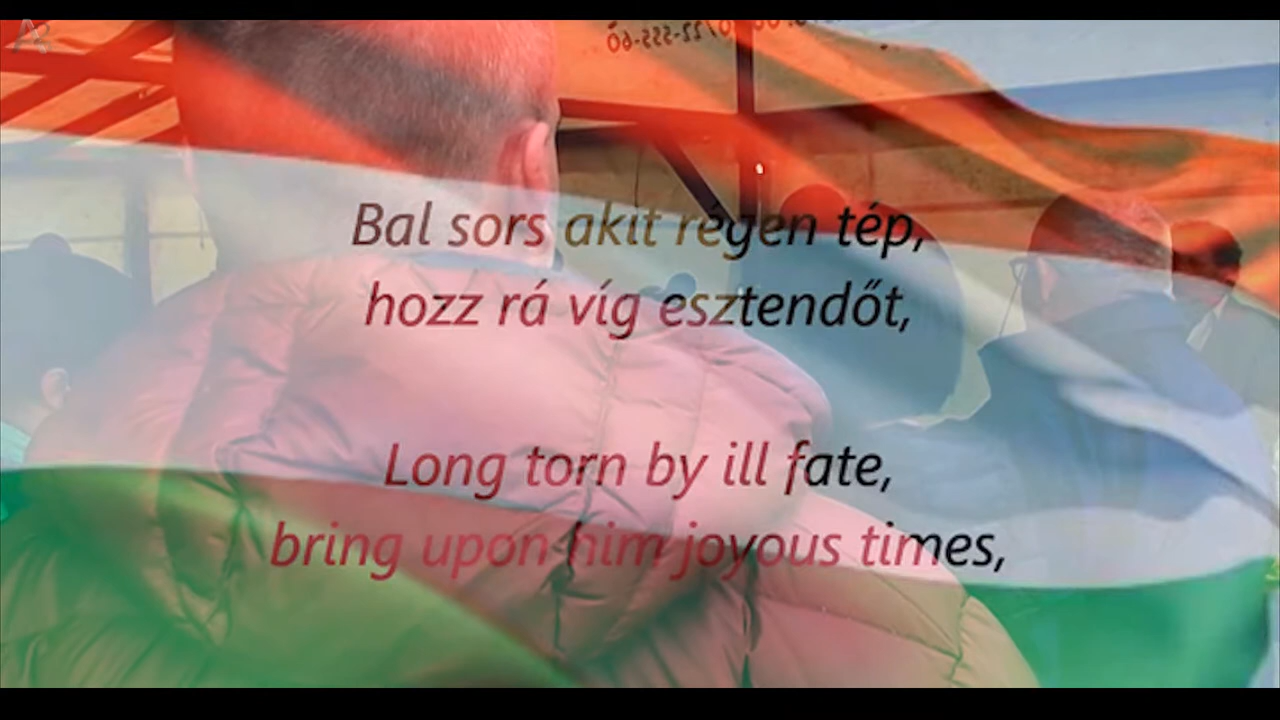 Bal sors akit régen tép,
hozz rá víg esztendőt,
Long torn by ill fate,
bring upon him joyous times,